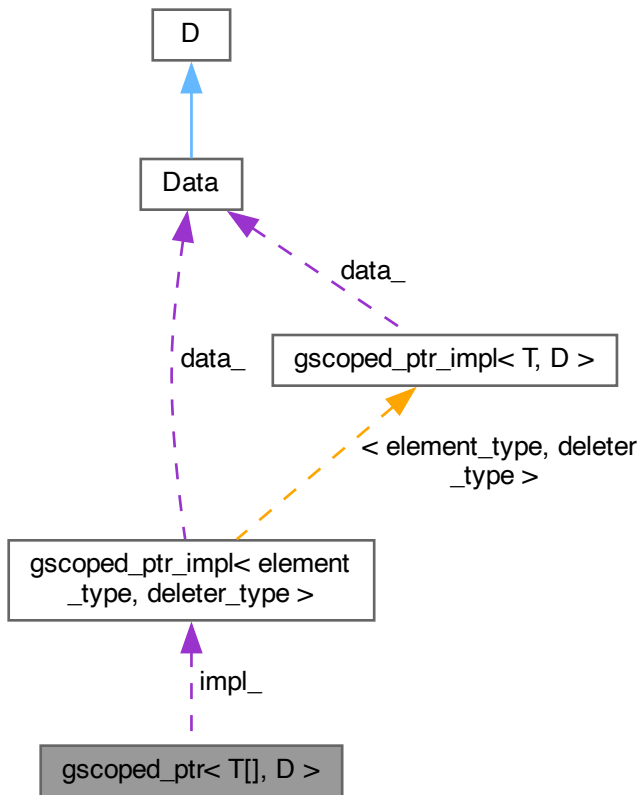 D
Data
data_
gscoped_ptr_impl< T, D >
data_
< element_type, deleter
_type >
gscoped_ptr_impl< element
_type, deleter_type >
impl_
gscoped_ptr< T[], D >